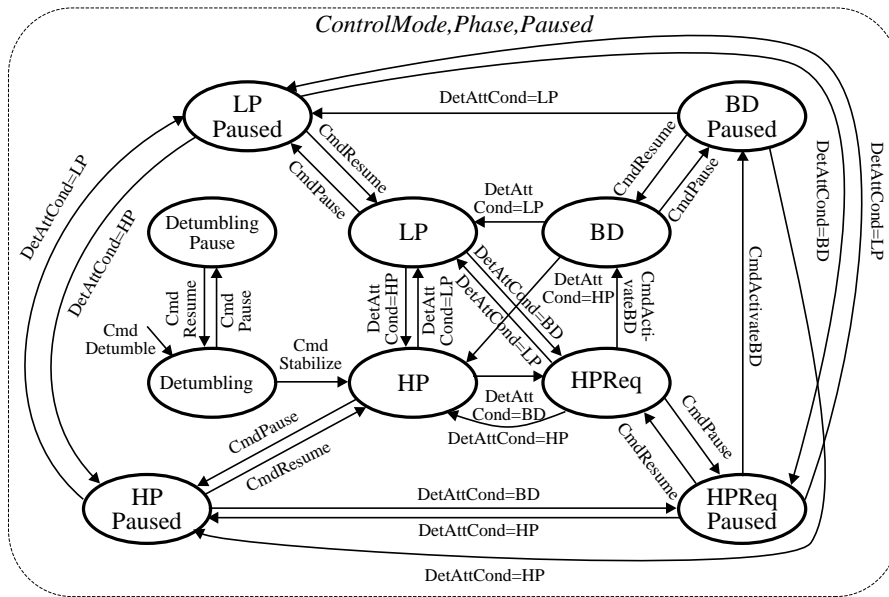 ControlMode,Phase,Paused
DetAttCond=LP
LP
Paused
BD
Paused
CmdResume
CmdPause
CmdResume
CmdPause
DetAttCond=LP
DetAttCond=HP
DetAttCond=BD
DetAttCond=LP
Detumbling
Pause
LP
DetAtt
Cond=LP
BD
DetAttCond=BD
DetAttCond=LP
DetAtt
Cond=HP
CmdActi-
vateBD
CmdActivateBD
Cmd
Resume
Cmd
Pause
DetAtt
Cond=HP
DetAtt
Cond=LP
Cmd
Detumble
Cmd
Stabilize
Detumbling
HP
HPReq
DetAtt
Cond=BD
DetAttCond=HP
CmdPause
CmdResume
CmdPause
CmdResume
HP
Paused
DetAttCond=BD
DetAttCond=HP
HPReq
Paused
DetAttCond=HP